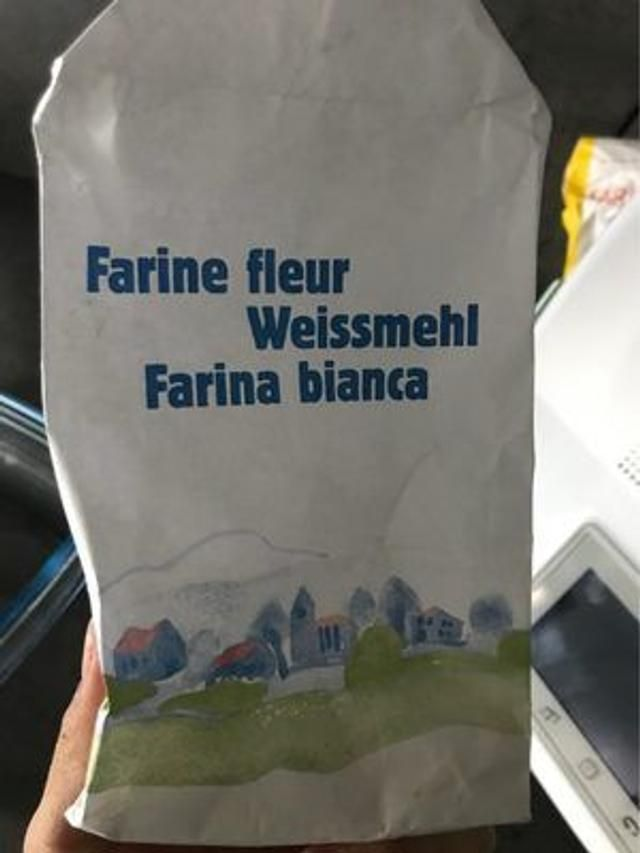 Farine fleur
Weissmehl
Farina bianca